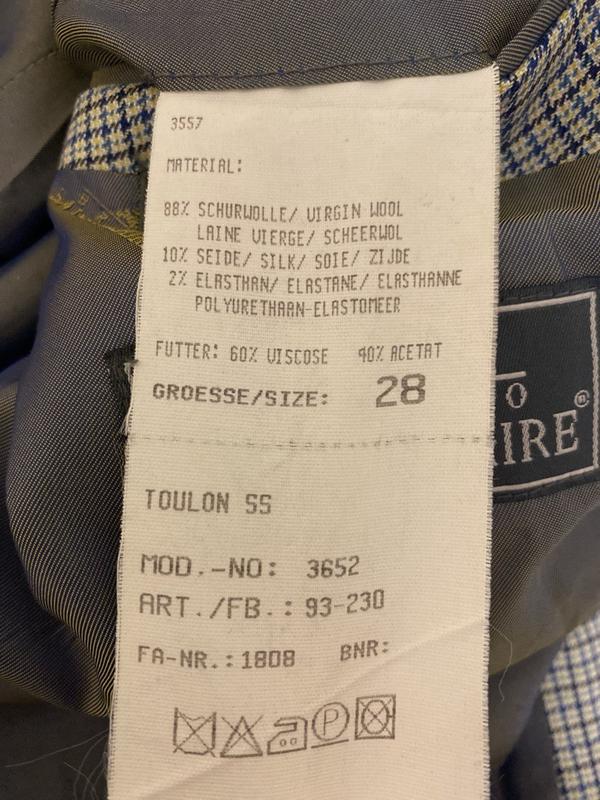 3557
MATERIAL:
88% SCHURWOLLE/ VIRGIN WOOL
LAINE VIERGE/ SCHEERWOL
10% SEIDE/ SILK/ SOIE/ ZIJDE
2% ELASTHAN/ ELASTANE/ ELASTHANNE
POLYURETHAAN-ELASTOMEER
FUTTER: 60% VISCOSE 40% ACETAT
GROESSE/SIZE: 28
TOULON SS
MOD.-NO: 3652
ART./FB.: 93-230
FA-NR.:1808 BNR:
P
O
IRE®